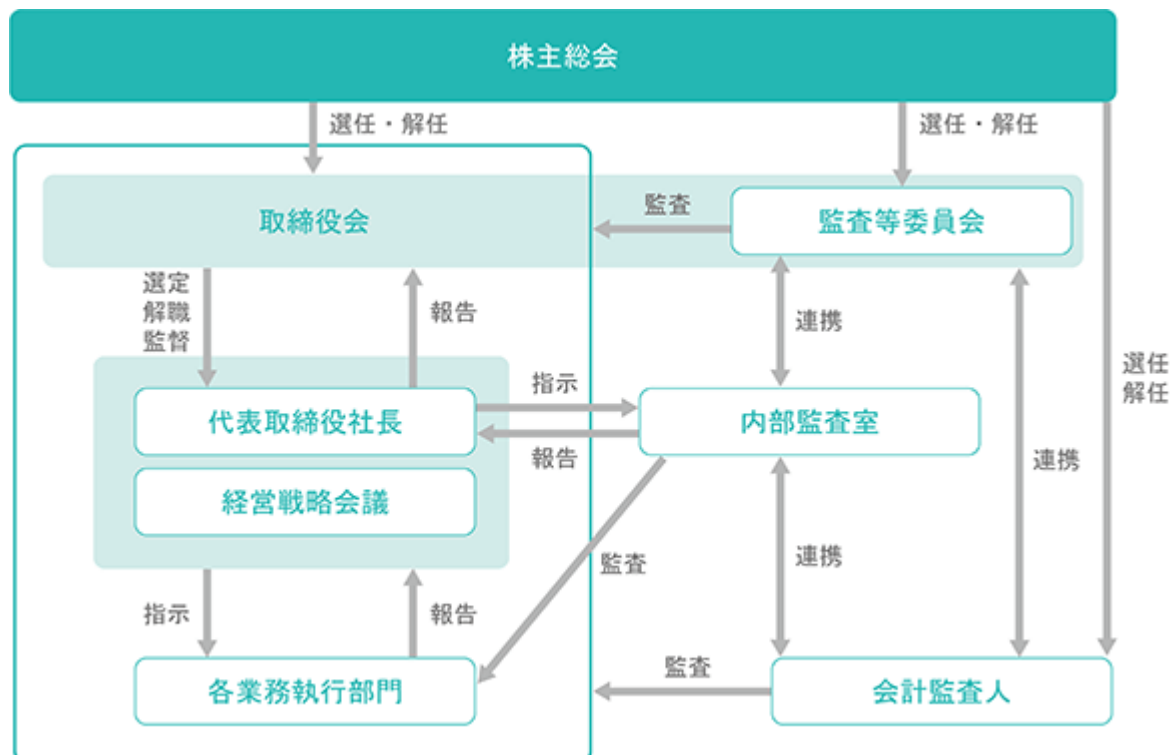 株主総会
選任・解任
選任・解任
取締役会
監査
監査等委員会
選定
解職
監督
報告
連携
選任
解任
代表取締役社長
指示
報告
内部監査室
連携
経営戦略会議
監査
連携
指示
報告
各業務執行部門
監査
会計監査人